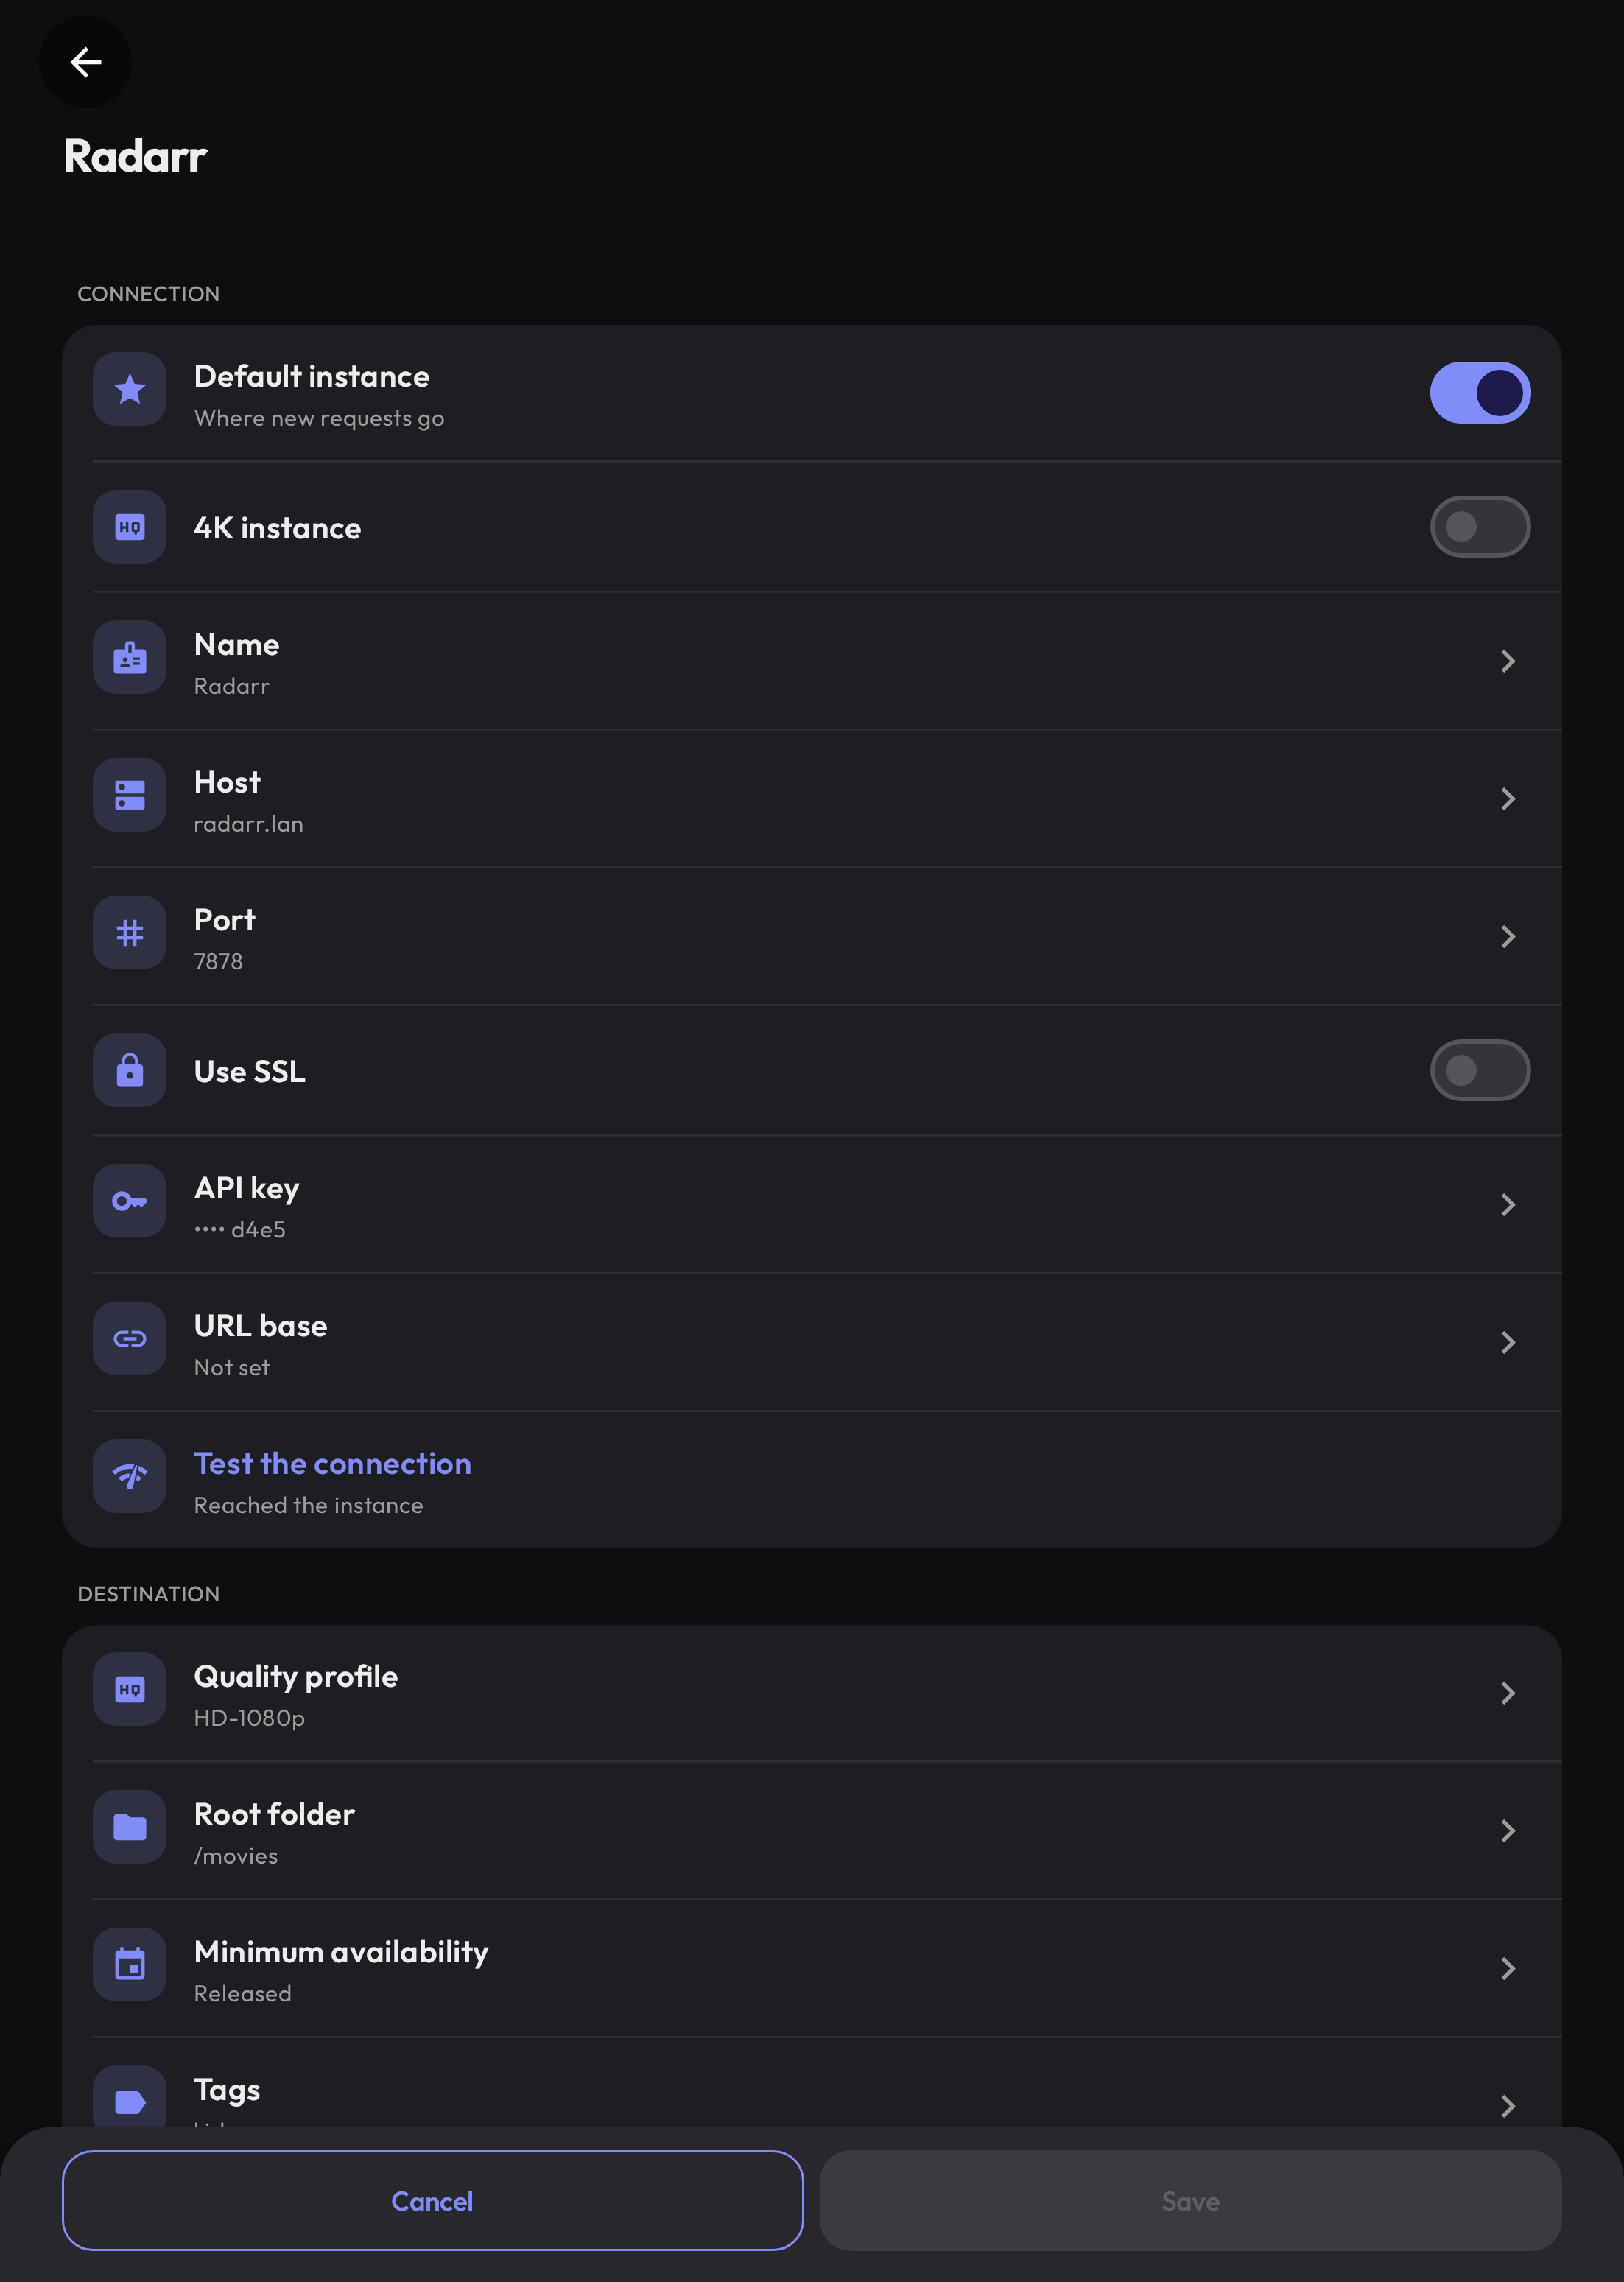 Radarr
CONNECTION
Default instance
Where new requests go
HQ
4K instance
Name
Radarr
Host
radarr.lan
Port
7878
Use SSL
API key
•••• d4e5
URL base
Not set
Test the connection
Reached the instance
DESTINATION
HQ
Quality profile
HD-1080p
Root folder
/movies
Minimum availability
Released
Tags
Cancel
Save